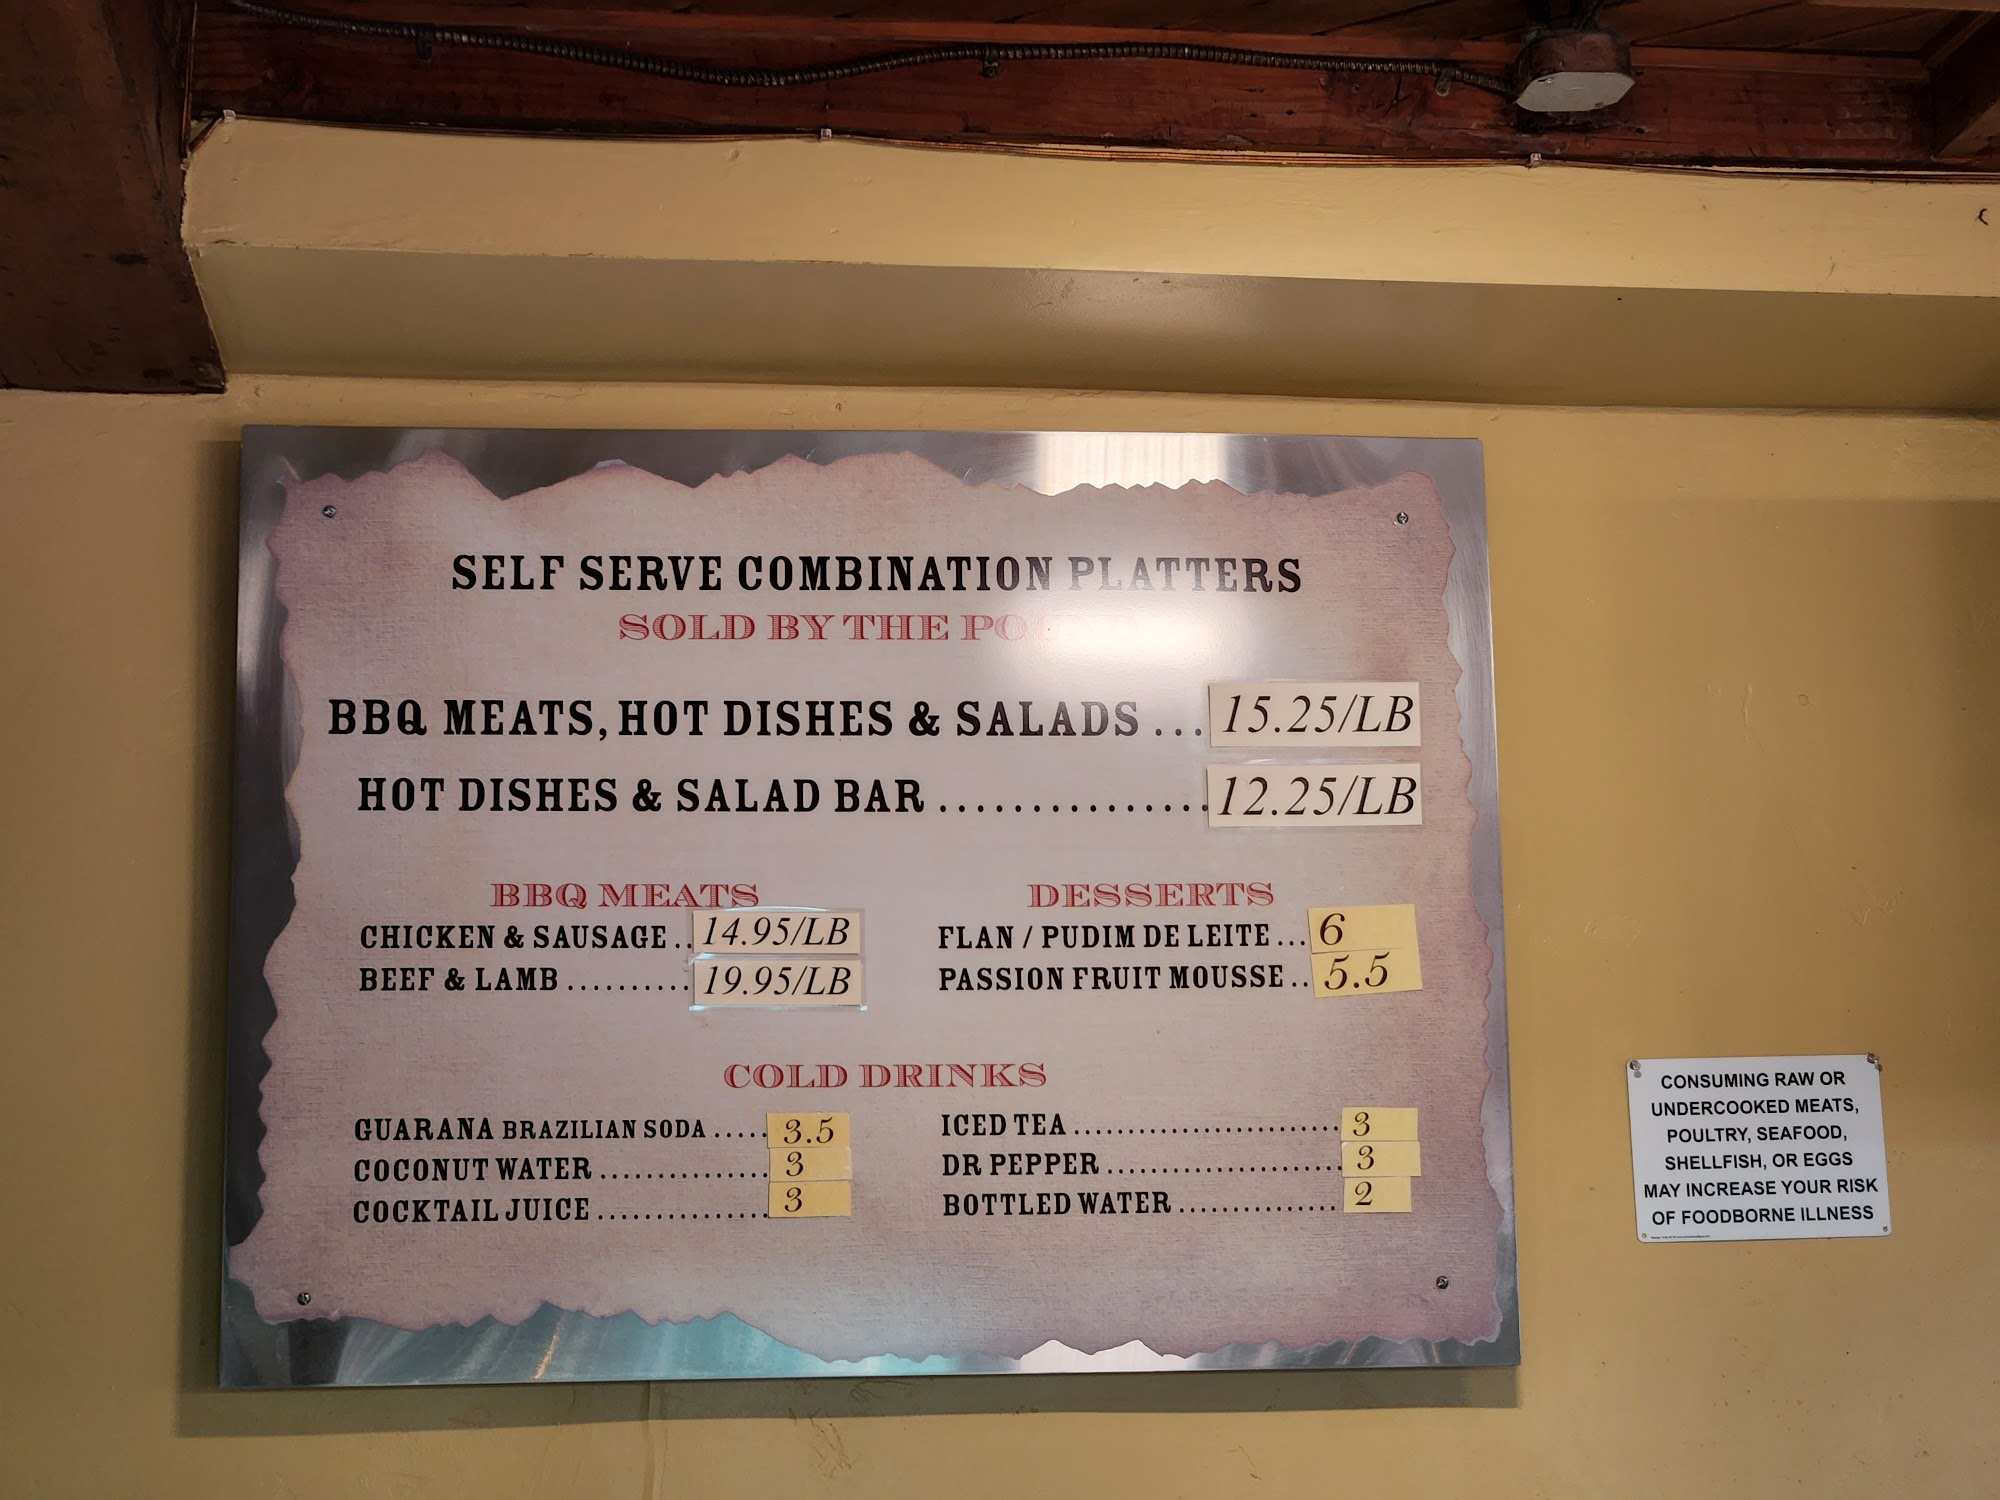 SELF SERVE COMBINATION PLATTERS
SOLD BY THE
BBQ MEATS, HOT DISHES & SALADS ... 15.25/LB
HOT DISHES & SALAD BAR ............... 12.25/LB
BBQ MEATS
CHICKEN & SAUSAGE .. 14.95/LB
BEEF & LAMB .......... 19.95/LB
DESSERTS
FLAN / PUDIM DE LEITE ... 6
PASSION FRUIT MOUSSE .. 5.5
COLD DRINKS
GUARANA BRAZILIAN SODA ..... 3.5
COCONUT WATER ............... 3
COCKTAIL JUICE ............... 3
ICED TEA ......................... 3
DR PEPPER ...................... 3
BOTTLED WATER ............... 2
CONSUMING RAW OR
UNDERCOOKED MEATS,
POULTRY, SEAFOOD,
SHELLFISH, OR EGGS
MAY INCREASE YOUR RISK
OF FOODBORNE ILLNESS